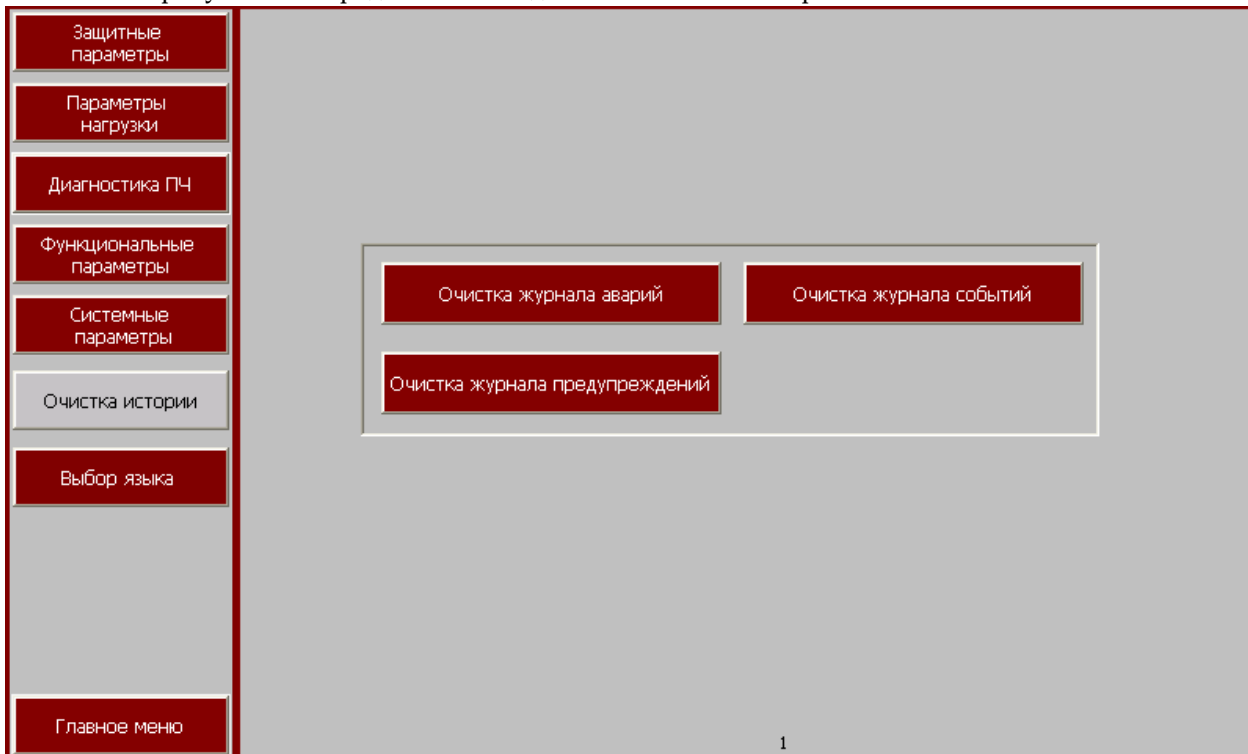 Защитные
параметры
Параметры
нагрузки
Диагностика ПЧ
Функциональные
параметры
Системные
параметры
Очистка истории
Выбор языка
Главное меню
Очистка журнала аварий
Очистка журнала событий
Очистка журнала предупреждений
1